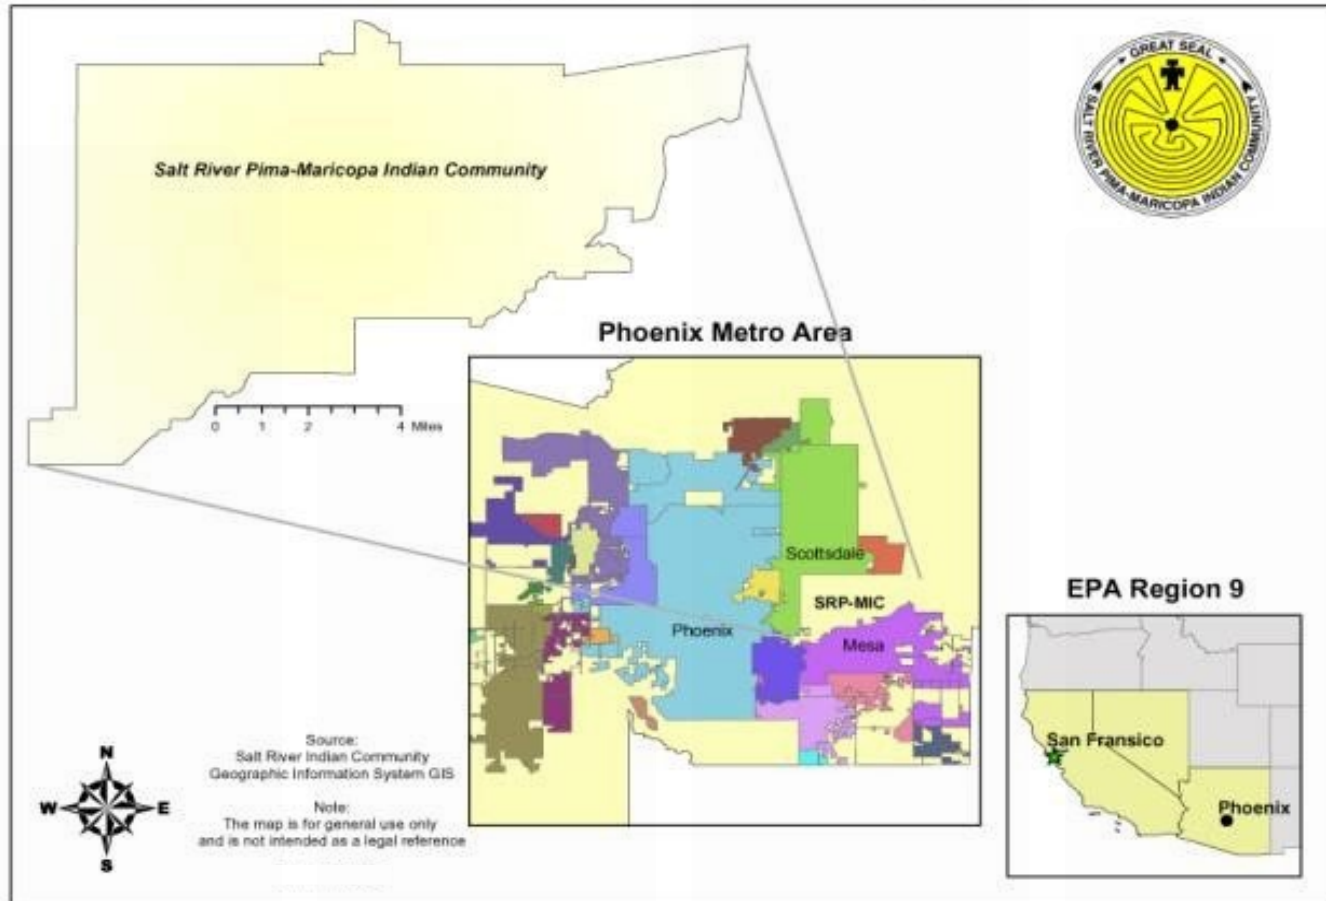 GREAT SEAL
SALT RIVER PIMA-MARICOPA INDIAN COMMUNITY
Salt River Pima-Maricopa Indian Community
0 1 2 4 Miles
Phoenix Metro Area
Scottsdale
SRP-MIC
Phoenix
Mesa
EPA Region 9
San Fransico
Phoenix
N
W E
S
Source:
Salt River Indian Community
Geographic Information System GIS
Note:
The map is for general use only
and is not intended as a legal reference